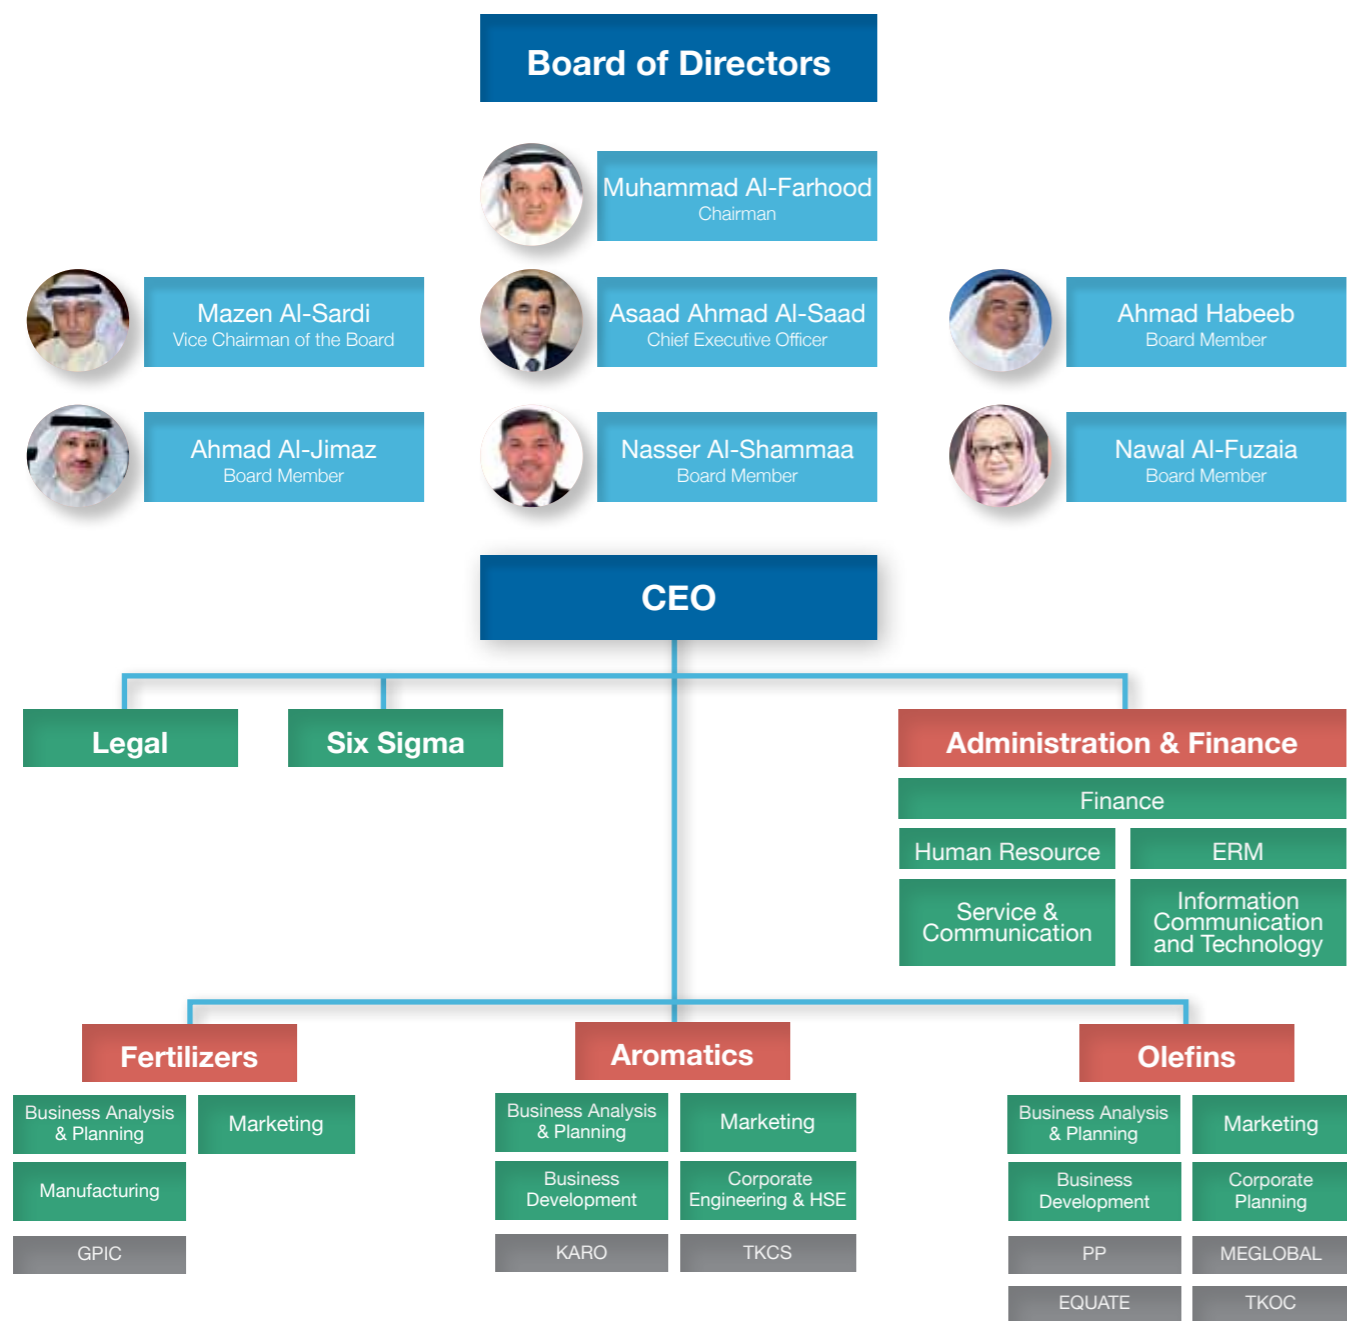 Board of Directors
Muhammad Al-Farhood
Chairman
Mazen Al-Sardi
Vice Chairman of the Board
Asaad Ahmad Al-Saad
Chief Executive Officer
Ahmad Habeeb
Board Member
Ahmad Al-Jimaz
Board Member
Nasser Al-Shammaa
Board Member
Nawal Al-Fuzaia
Board Member
CEO
Legal
Six Sigma
Administration & Finance
Finance
Human Resource
ERM
Service &
Communication
Information
Communication
and Technology
Fertilizers
Business Analysis
& Planning
Marketing
Manufacturing
GPIC
Aromatics
Business Analysis
& Planning
Marketing
Business
Development
Corporate
Engineering & HSE
KARO
TKCS
Olefins
Business Analysis
& Planning
Marketing
Business
Development
Corporate
Planning
PP
MEGLOBAL
EQUATE
TKOC